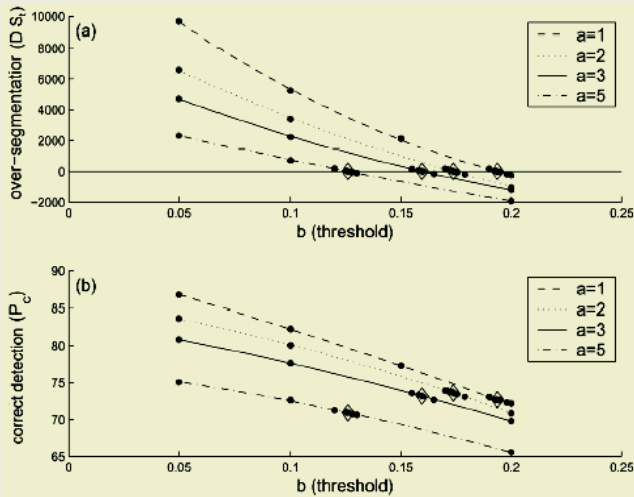 (a)
over-segmentation (D Sₜ)
10000
8000
6000
4000
2000
0
−2000
0
0.05
0.1
0.15
0.2
0.25
b (threshold)
a=1
a=2
a=3
a=5
(b)
correct detection (P_c)
90
85
80
75
70
65
0
0.05
0.1
0.15
0.2
0.25
b (threshold)
a=1
a=2
a=3
a=5